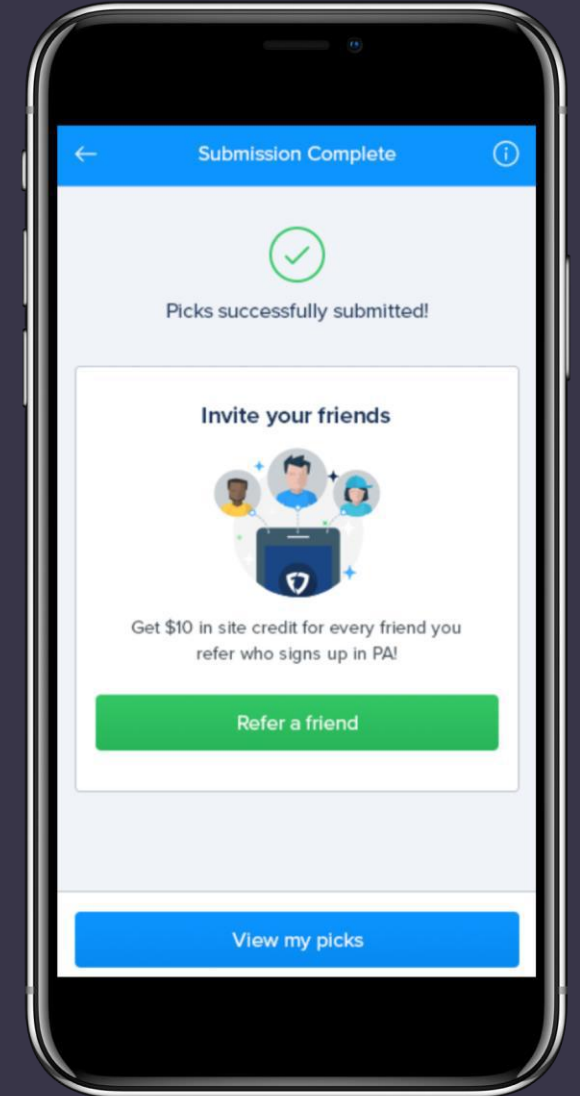 Submission Complete
Picks successfully submitted!
Invite your friends
Get $10 in site credit for every friend you
refer who signs up in PA!
Refer a friend
View my picks